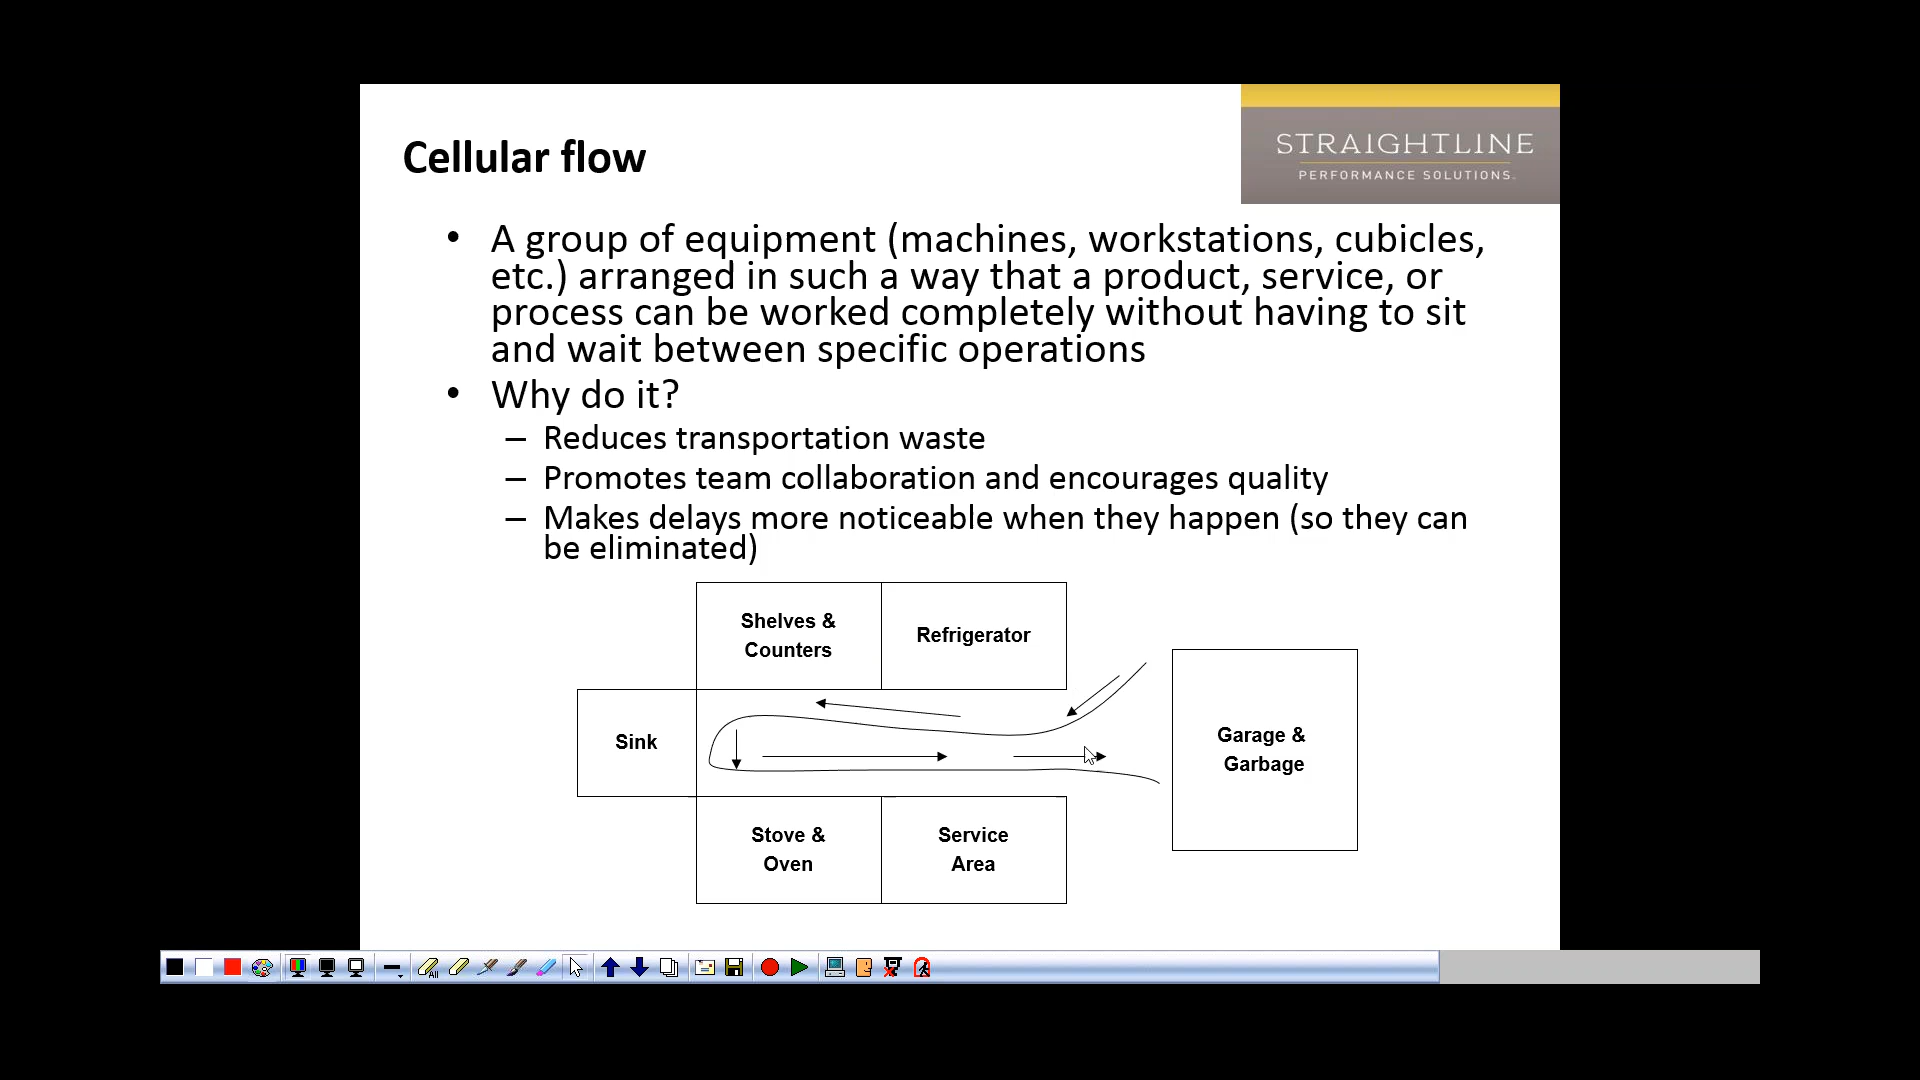 Cellular flow
STRAIGHTLINE
PERFORMANCE SOLUTIONS.
• A group of equipment (machines, workstations, cubicles,
etc.) arranged in such a way that a product, service, or
process can be worked completely without having to sit
and wait between specific operations
• Why do it?
– Reduces transportation waste
– Promotes team collaboration and encourages quality
– Makes delays more noticeable when they happen (so they can
be eliminated)
Shelves &
Counters
Refrigerator
Sink
Garage &
Garbage
Stove &
Oven
Service
Area
All